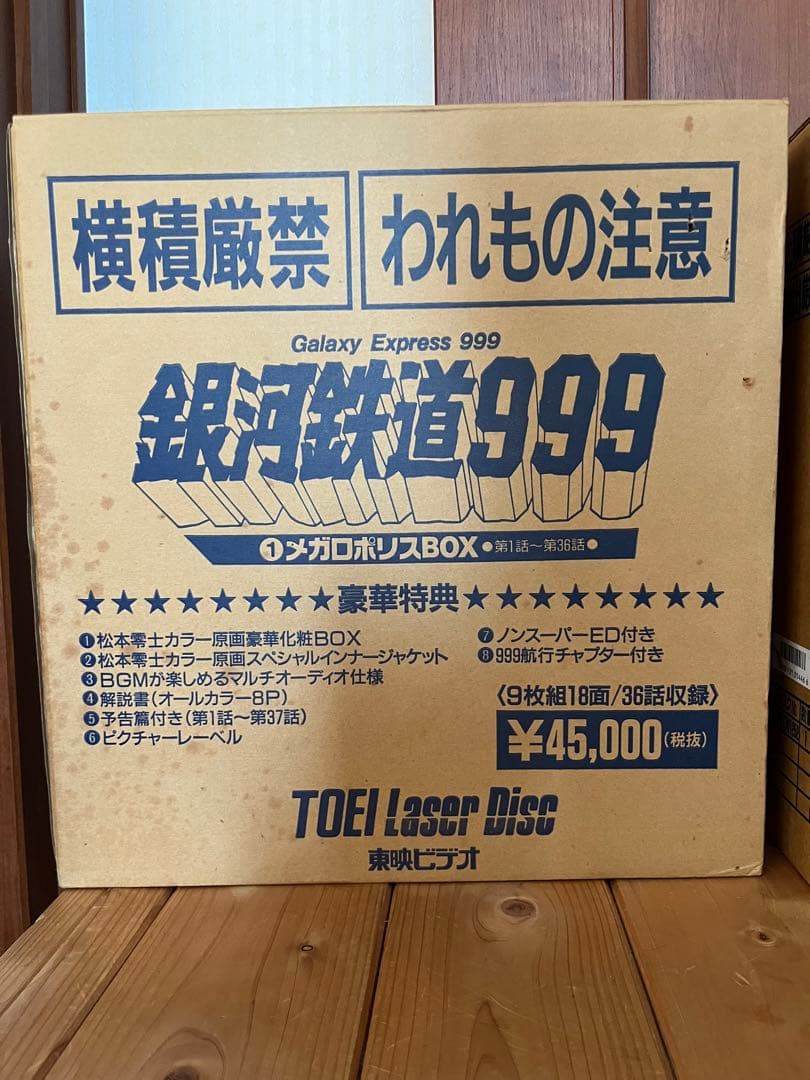 横積厳禁
われもの注意
Galaxy Express 999
銀河鉄道999
①メガロポリスBOX ●第1話〜第36話●
★★★★★★★★★豪華特典★★★★★★★★★
❶松本零士カラー原画豪華化粧BOX
❷松本零士カラー原画スペシャルインナージャケット
❸BGMが楽しめるマルチオーディオ仕様
❹解説書(オールカラー8P)
❺予告篇付き(第1話〜第37話)
❻ピクチャーレーベル
❼ノンスーパーED付き
❽999航行チャプター付き
〈9枚組18面/36話収録〉
¥45,000(税抜)
TOEI Laser Disc
東映ビデオ